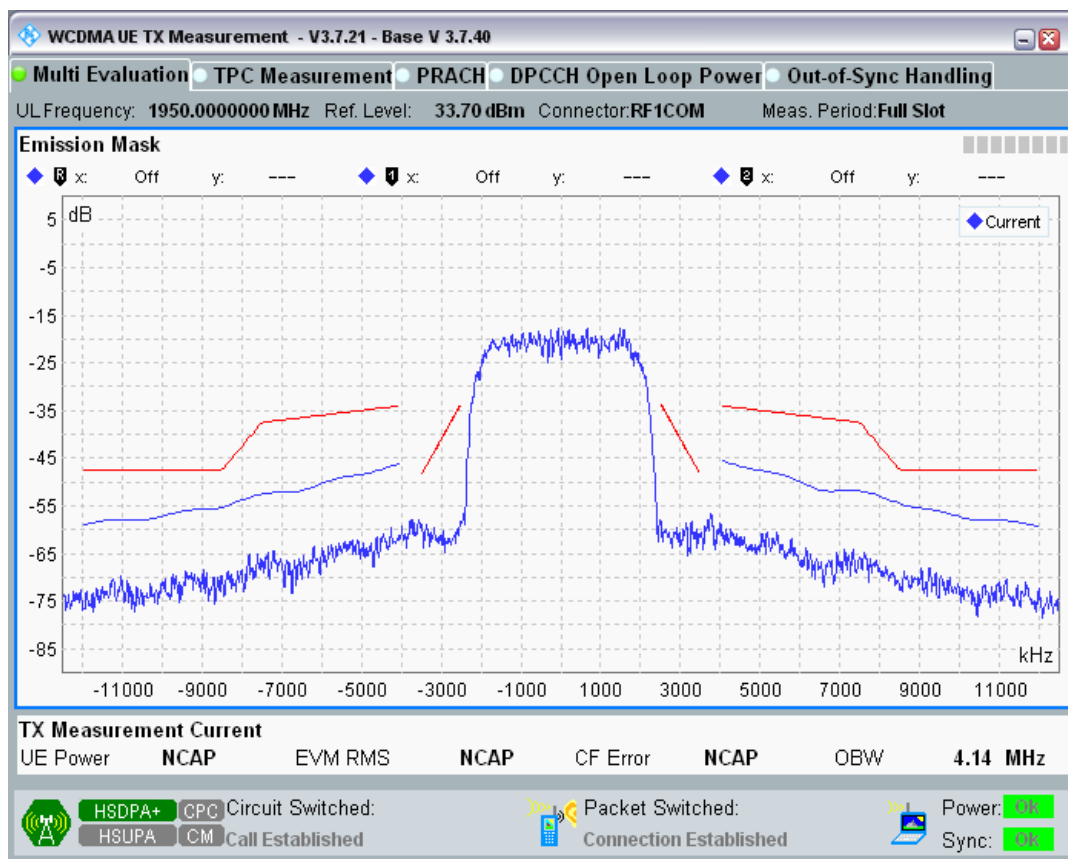 WCDMA UE TX Measurement - V3.7.21 - Base V 3.7.40
Multi Evaluation TPC Measurement PRACH DPCCH Open Loop Power Out-of-Sync Handling
UL Frequency: 1950.0000000 MHz Ref. Level: 33.70 dBm Connector:RF1COM Meas. Period:Full Slot
Emission Mask
R x: Off y: --- 1 x: Off y: --- 2 x: Off y: ---
5 dB
Current
-5
-15
-25
-35
-45
-55
-65
-75
-85
kHz
-11000 -9000 -7000 -5000 -3000 -1000 1000 3000 5000 7000 9000 11000
TX Measurement Current
UE Power NCAP EVM RMS NCAP CF Error NCAP OBW 4.14 MHz
HSDPA+ CPC Circuit Switched: Packet Switched: Power: Ok
HSUPA CM Call Established Connection Established Sync: Ok